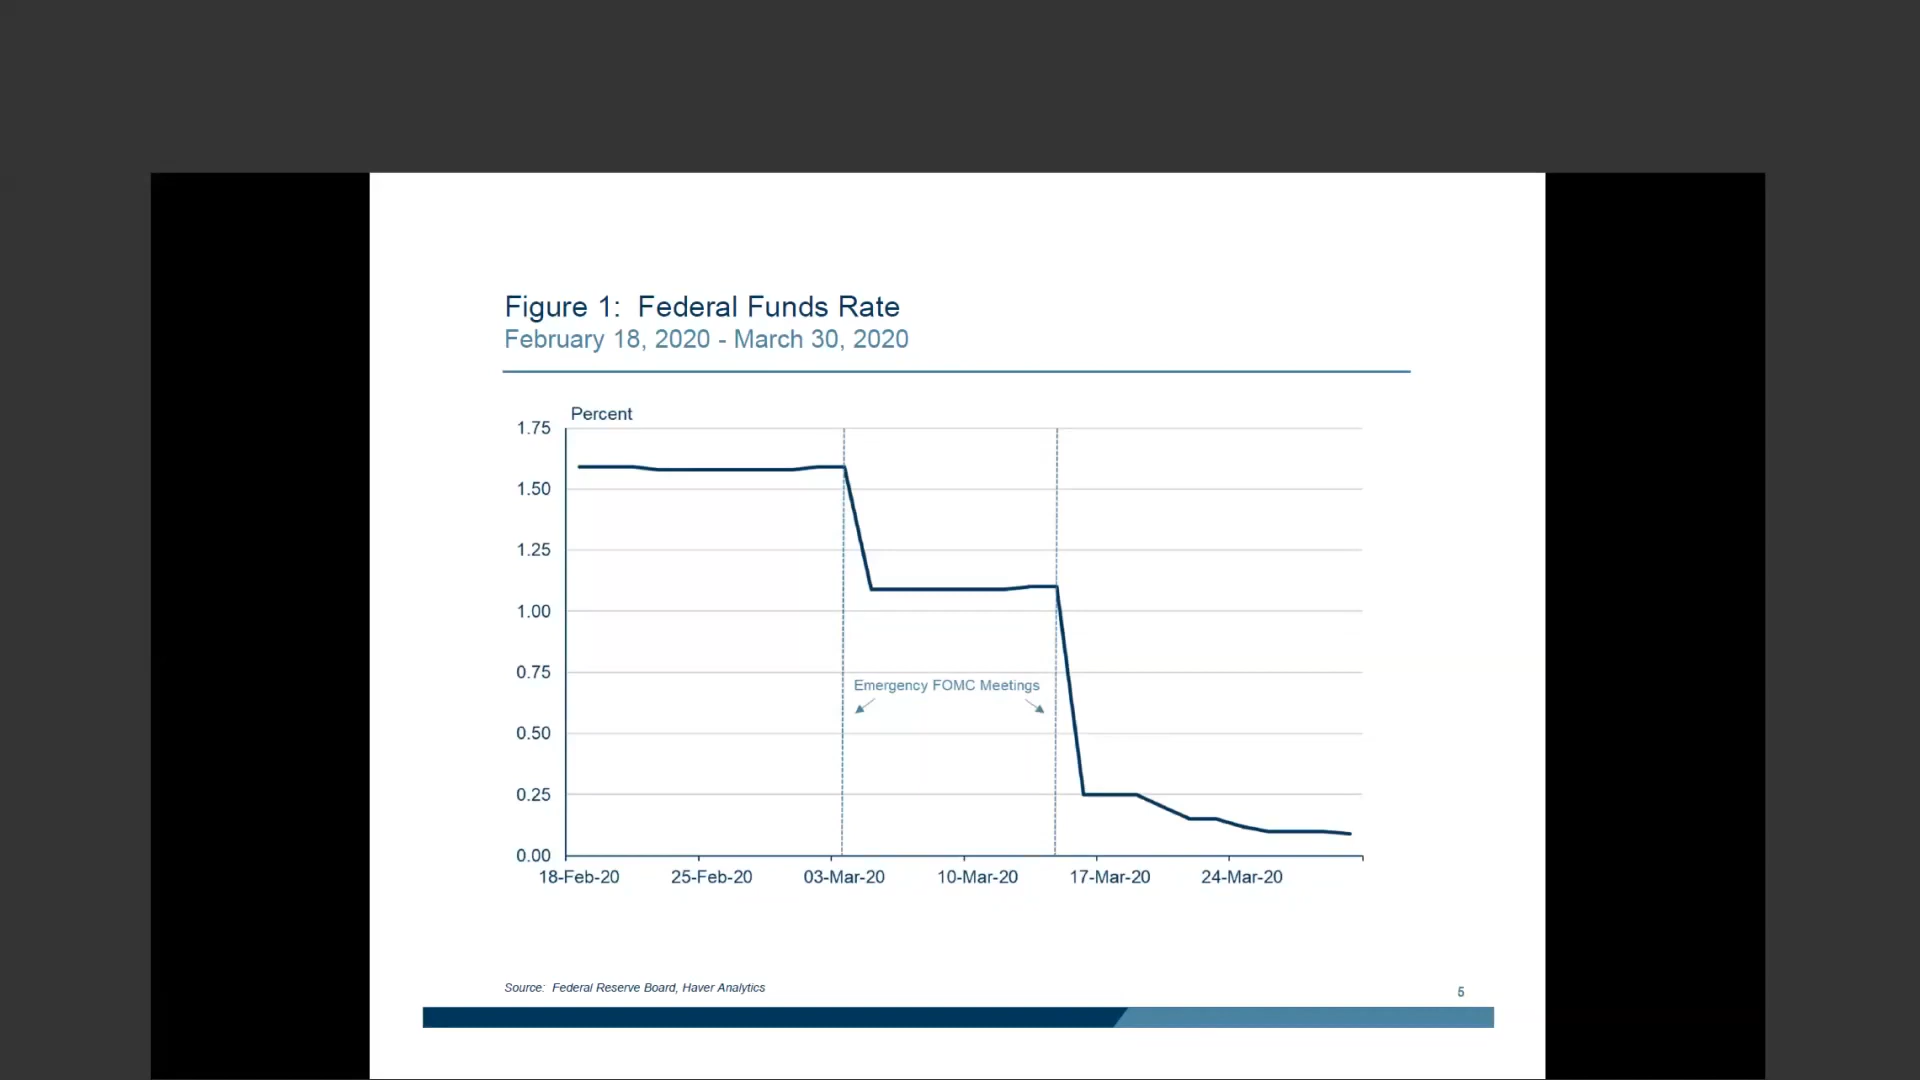 Figure 1: Federal Funds Rate
February 18, 2020 - March 30, 2020
Percent
1.75
1.50
1.25
1.00
0.75
Emergency FOMC Meetings
0.50
0.25
0.00
18-Feb-20 25-Feb-20 03-Mar-20 10-Mar-20 17-Mar-20 24-Mar-20
Source: Federal Reserve Board, Haver Analytics
5